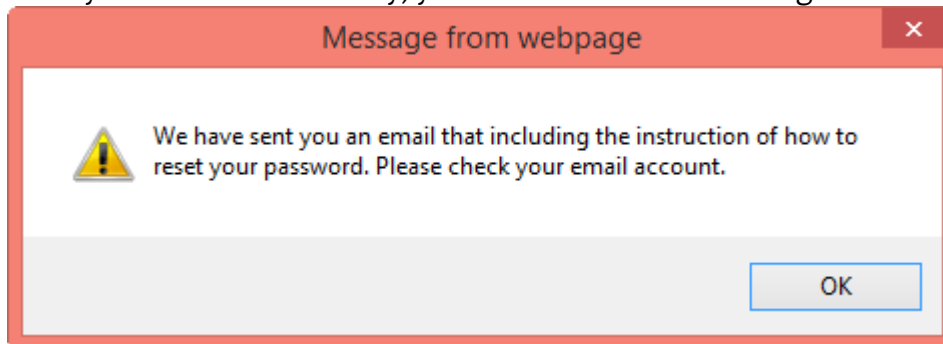 Message from webpage
We have sent you an email that including the instruction of how to
reset your password. Please check your email account.
OK